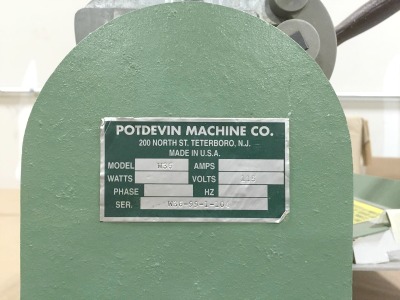 POTDEVIN MACHINE CO.
200 NORTH ST. TETERBORO, N.J.
MADE IN U.S.A.
MODEL W36 AMPS
WATTS - VOLTS 115
PHASE HZ
SER.